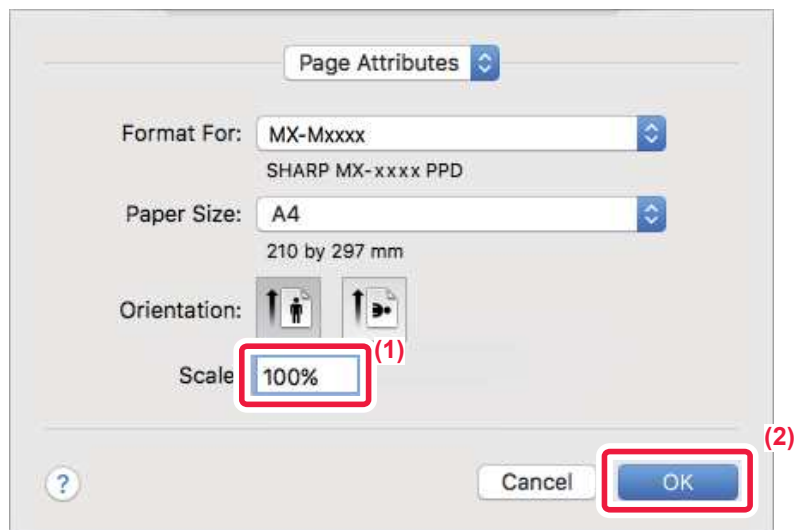 Page Attributes
Format For: MX-Mxxxx
SHARP MX-xxxx PPD
Paper Size: A4
210 by 297 mm
Orientation:
(1)
Scale 100%
(2)
? Cancel OK